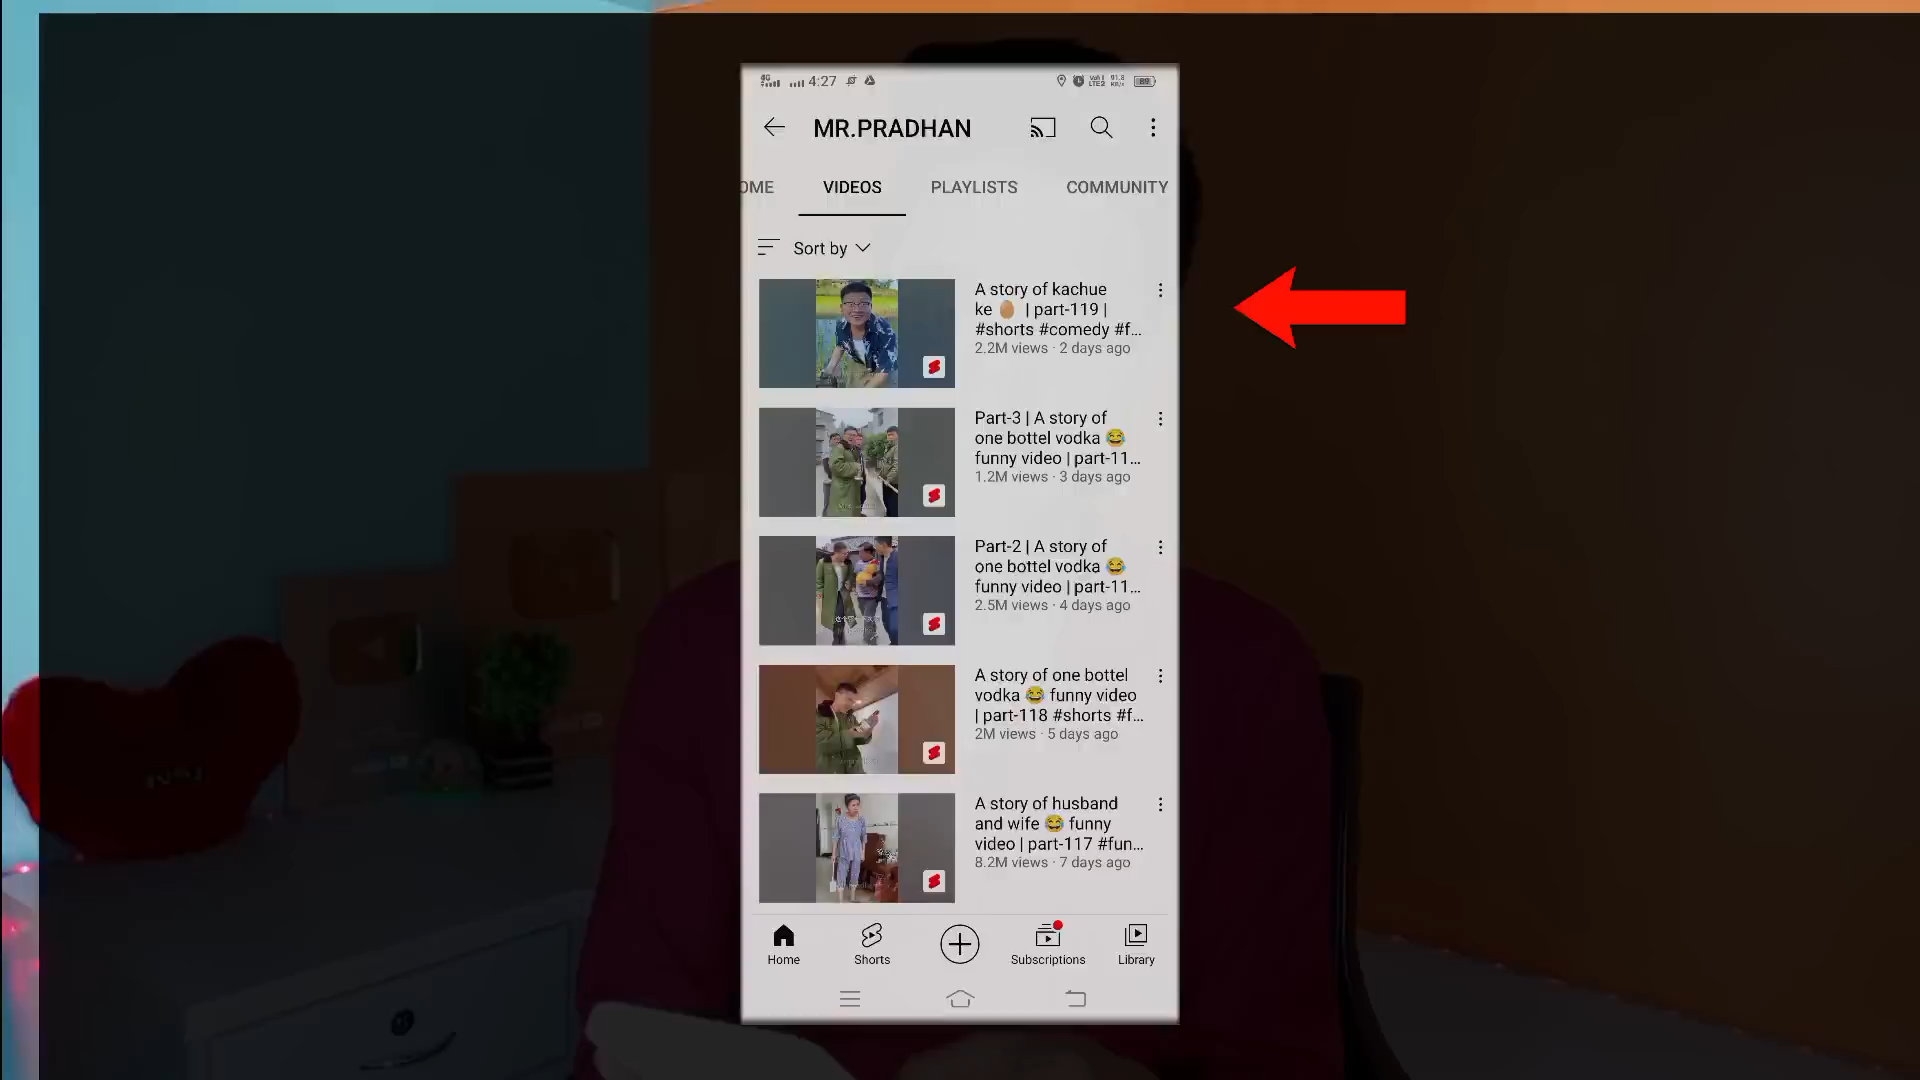 4:27
MR.PRADHAN
OME VIDEOS PLAYLISTS COMMUNITY
Sort by
A story of kachue
ke 🥚 | part-119 |
#shorts #comedy #f...
2.2M views · 2 days ago
Part-3 | A story of
one bottel vodka 😂
funny video | part-11...
1.2M views · 3 days ago
Part-2 | A story of
one bottel vodka 😂
funny video | part-11...
2.5M views · 4 days ago
A story of one bottel
vodka 😂 funny video
| part-118 #shorts #f...
2M views · 5 days ago
A story of husband
and wife 😂 funny
video | part-117 #fun...
8.2M views · 7 days ago
Home Shorts Subscriptions Library